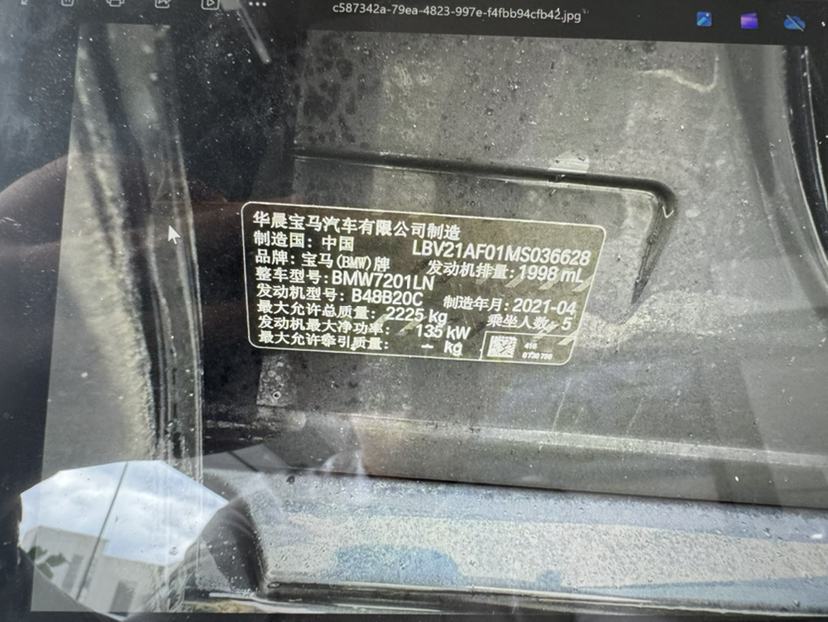 c587342a-79ea-4823-997e-f4fbb94cfb42.jpg
华晨宝马汽车有限公司制造
制造国：中国 LBV21AF01MS036628
品牌：宝马(BMW)牌 发动机排量：1998 mL
整车型号：BMW7201LN
发动机型号：B48B20C 制造年月：2021-04
最大允许总质量：2225 kg 乘坐人数：5
发动机最大净功率：135 kW
最大允许牵引质量：— kg